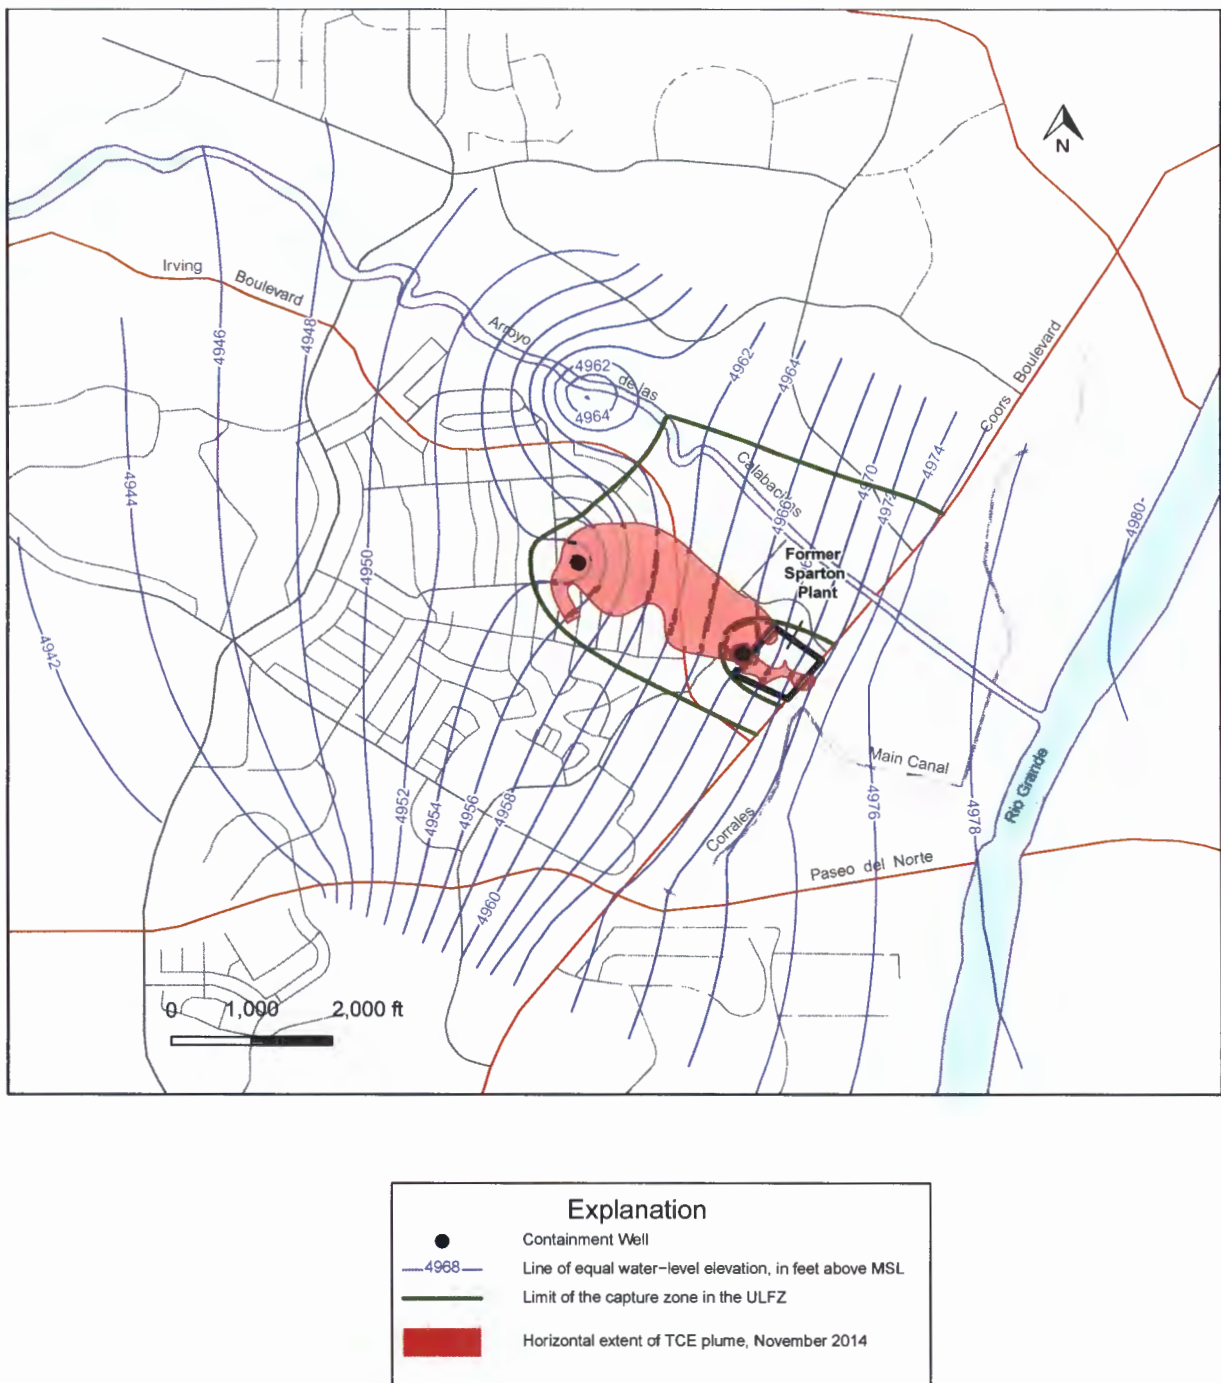 N
Irving
Boulevard
Arroyo
de las
Calabacillas
Coors
Boulevard
4946
4948
4962
4964
4962
4964
4970
4974
4944
4950
4966
4980
Former
Sparton
Plant
4942
Main Canal
Rio Grande
Corrales
Paseo del Norte
4952
4954
4956
4958
4960
4976
4978
0 1,000 2,000 ft
Explanation
Containment Well
4968 Line of equal water-level elevation, in feet above MSL
Limit of the capture zone in the ULFZ
Horizontal extent of TCE plume, November 2014